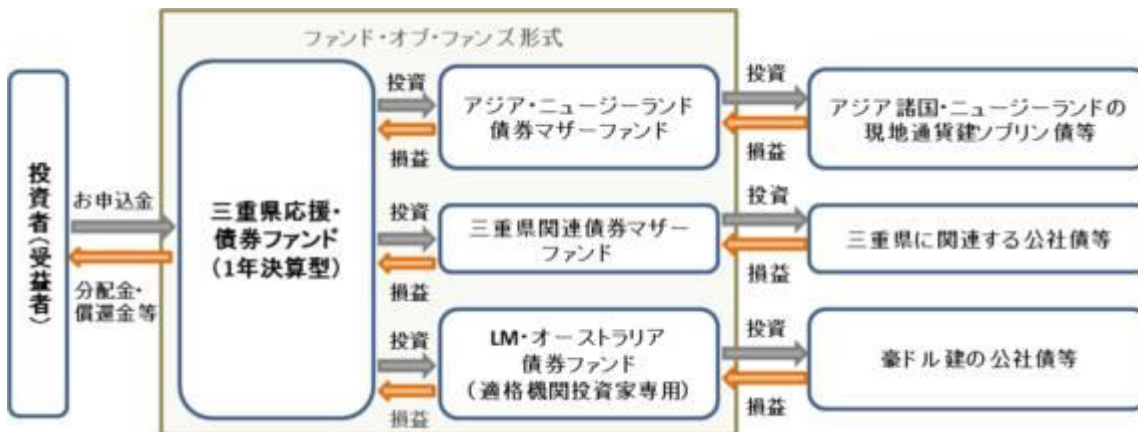 ファンド・オブ・ファンズ形式
投資者(受益者)
お申込金
分配金・
償還金等
三重県応援・
債券ファンド
(1年決算型)
投資
損益
アジア・ニュージーランド
債券マザーファンド
投資
損益
アジア諸国・ニュージーランドの
現地通貨建ソブリン債等
投資
損益
三重県関連債券マザー
ファンド
投資
損益
三重県に関連する公社債等
投資
損益
LM・オーストラリア
債券ファンド
(適格機関投資家専用)
投資
損益
豪ドル建の公社債等